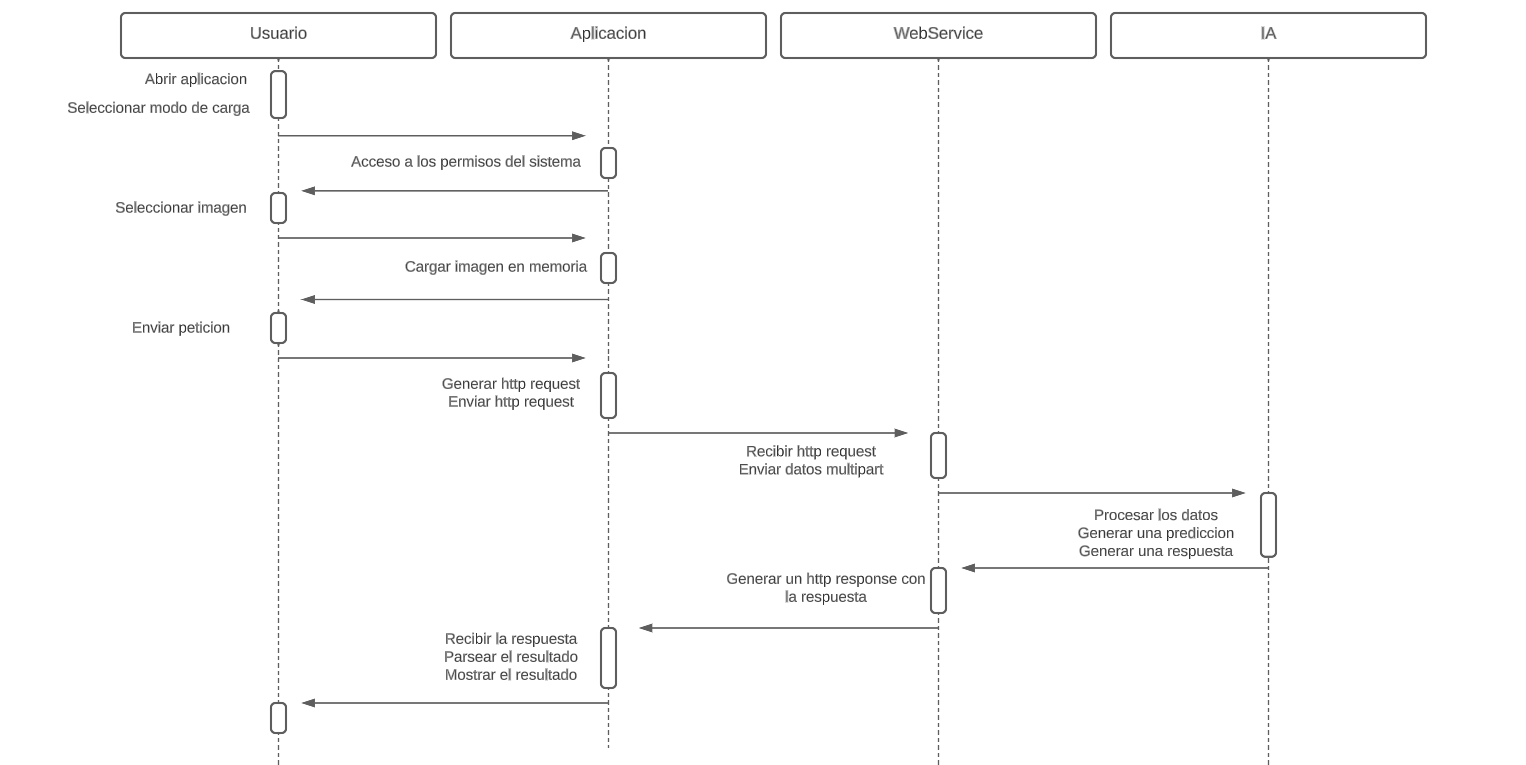 Usuario
Aplicacion
WebService
IA
Abrir aplicacion
Seleccionar modo de carga
Acceso a los permisos del sistema
Seleccionar imagen
Cargar imagen en memoria
Enviar peticion
Generar http request
Enviar http request
Recibir http request
Enviar datos multipart
Procesar los datos
Generar una prediccion
Generar una respuesta
Generar un http response con
la respuesta
Recibir la respuesta
Parsear el resultado
Mostrar el resultado